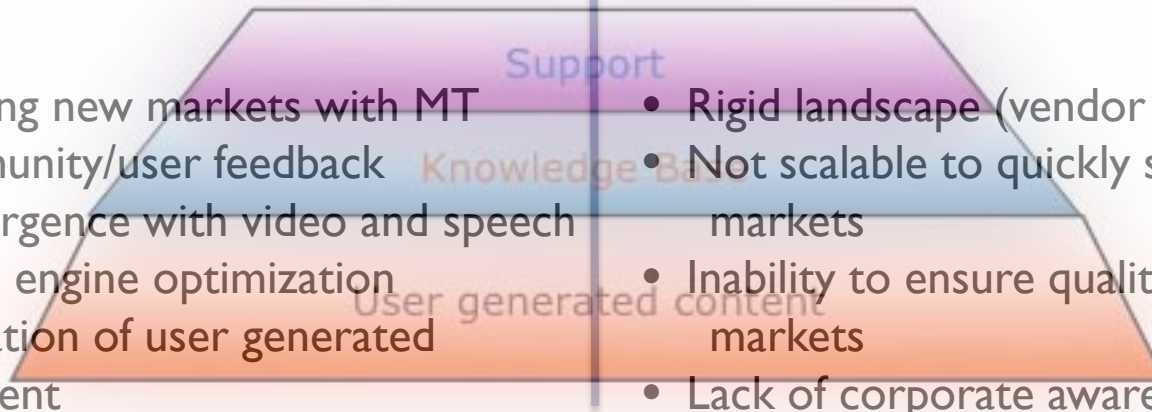 Support
Knowledge Base
User generated content
ng new markets with MT
unity/user feedback
rgence with video and speech
engine optimization
tion of user generated
ent
• Rigid landscape (vendor
• Not scalable to quickly s
markets
• Inability to ensure qualit
markets
• Lack of corporate aware